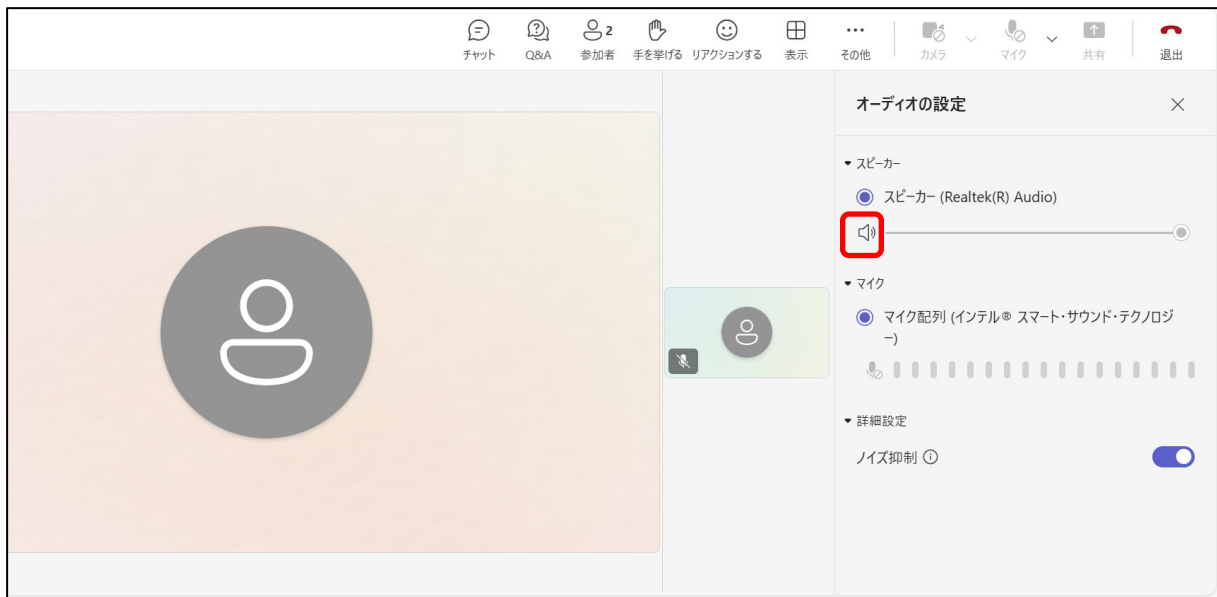 2
チャット Q&A 参加者 手を挙げる リアクションする 表示 その他 カメラ マイク 共有 退出
オーディオの設定
スピーカー
スピーカー (Realtek(R) Audio)
マイク
マイク配列 (インテル® スマート・サウンド・テクノロジ
ー)
詳細設定
ノイズ抑制